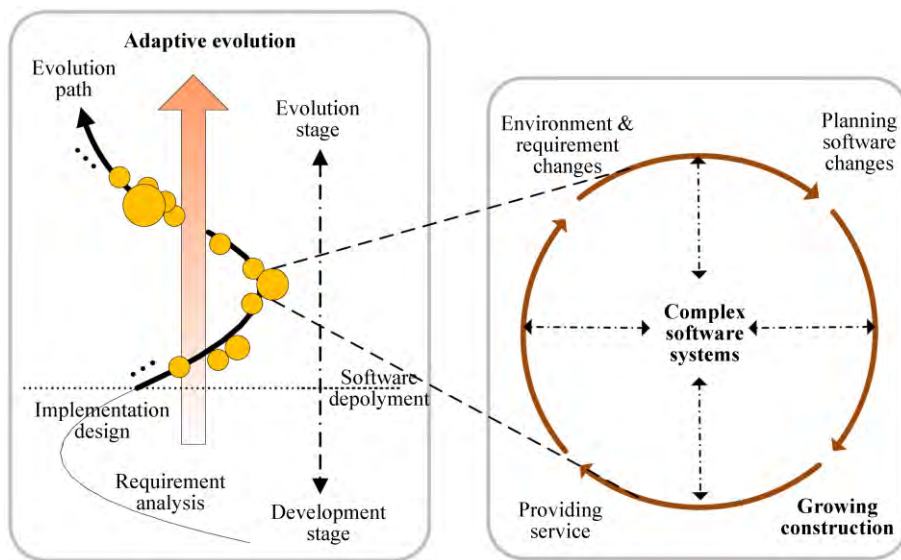 Adaptive evolution
Evolution
path
Evolution
stage
Software
depolyment
Implementation
design
Requirement
analysis
Development
stage
Environment &
requirement
changes
Planning
software
changes
Complex
software
systems
Providing
service
Growing
construction